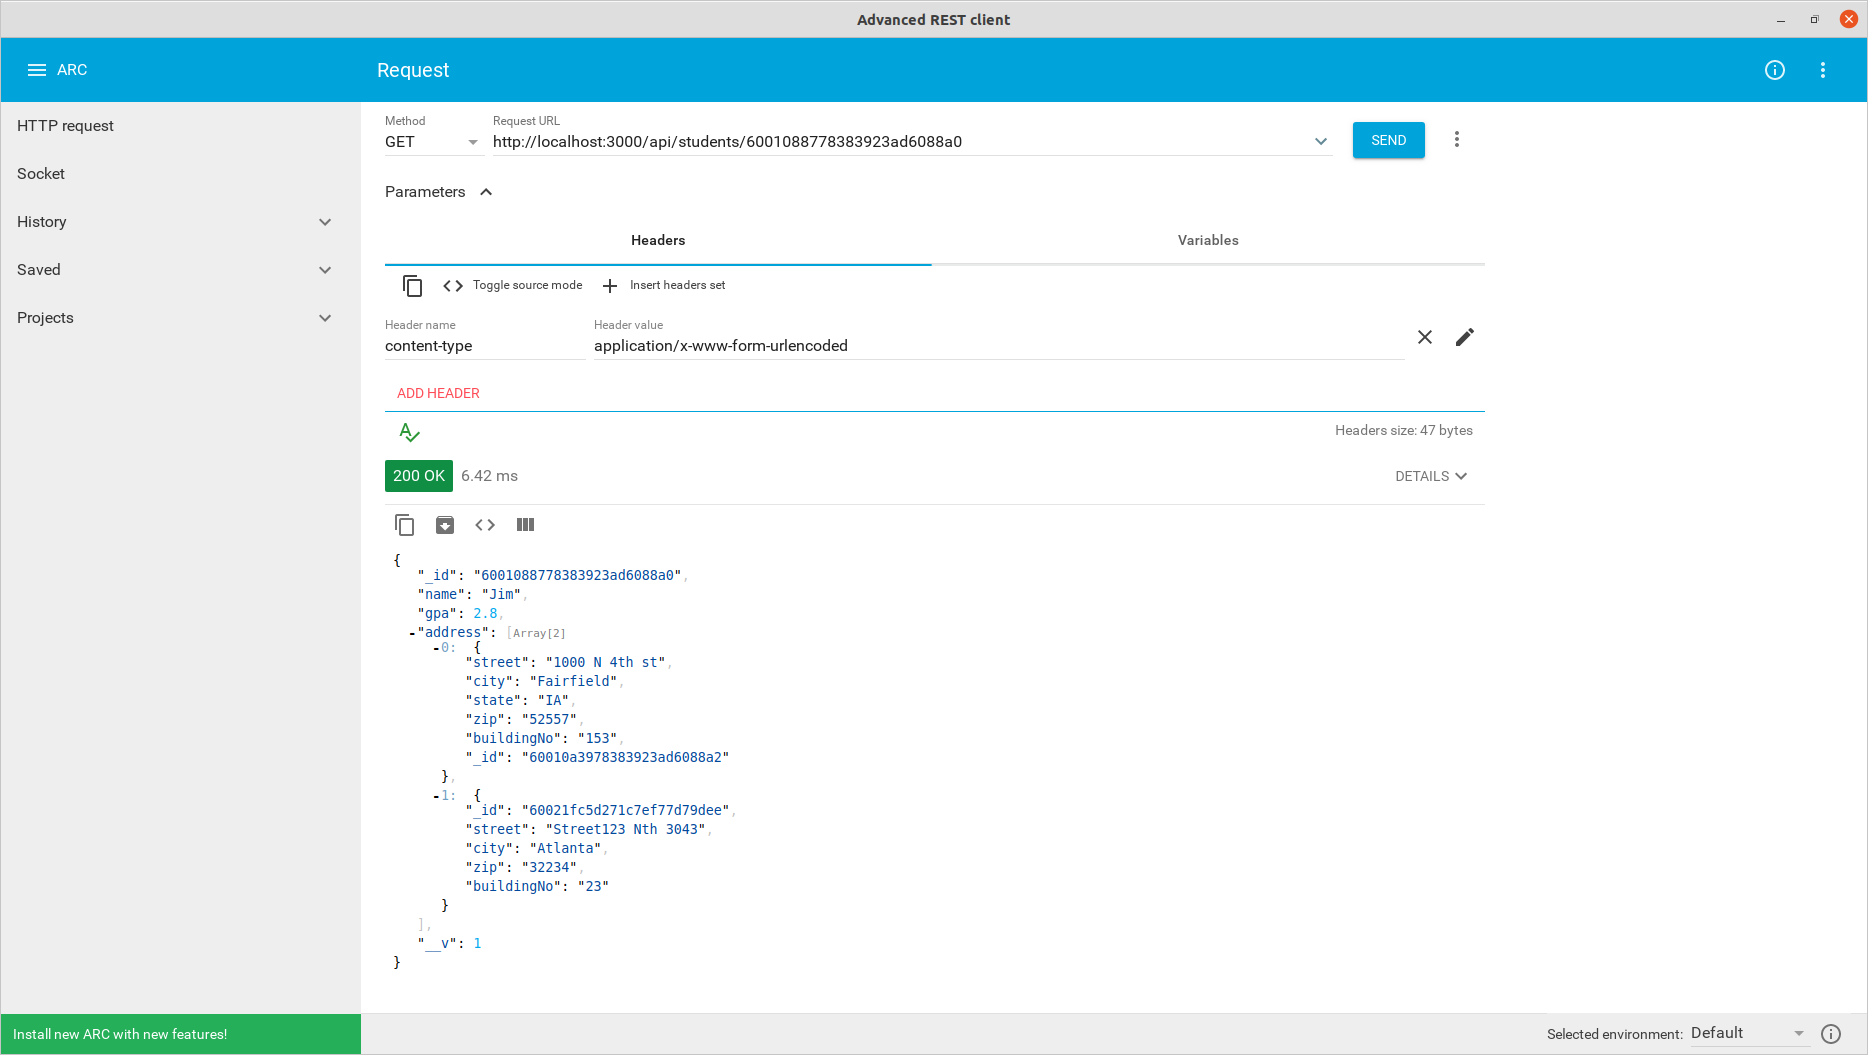 Advanced REST client
ARC
Request
HTTP request
Socket
History
Saved
Projects
Method
GET
Request URL
http://localhost:3000/api/students/6001088778383923ad6088a0
SEND
Parameters
Headers
Variables
Toggle source mode
Insert headers set
Header name
content-type
Header value
application/x-www-form-urlencoded
ADD HEADER
Headers size: 47 bytes
200 OK 6.42 ms
DETAILS
{
"_id": "6001088778383923ad6088a0",
"name": "Jim",
"gpa": 2.8,
-"address": [Array[2]
-0: {
"street": "1000 N 4th st",
"city": "Fairfield",
"state": "IA",
"zip": "52557",
"buildingNo": "153",
"_id": "60010a3978383923ad6088a2"
},
-1: {
"_id": "60021fc5d271c7ef77d79dee",
"street": "Street123 Nth 3043",
"city": "Atlanta",
"zip": "32234",
"buildingNo": "23"
}
],
"__v": 1
}
Install new ARC with new features!
Selected environment: Default